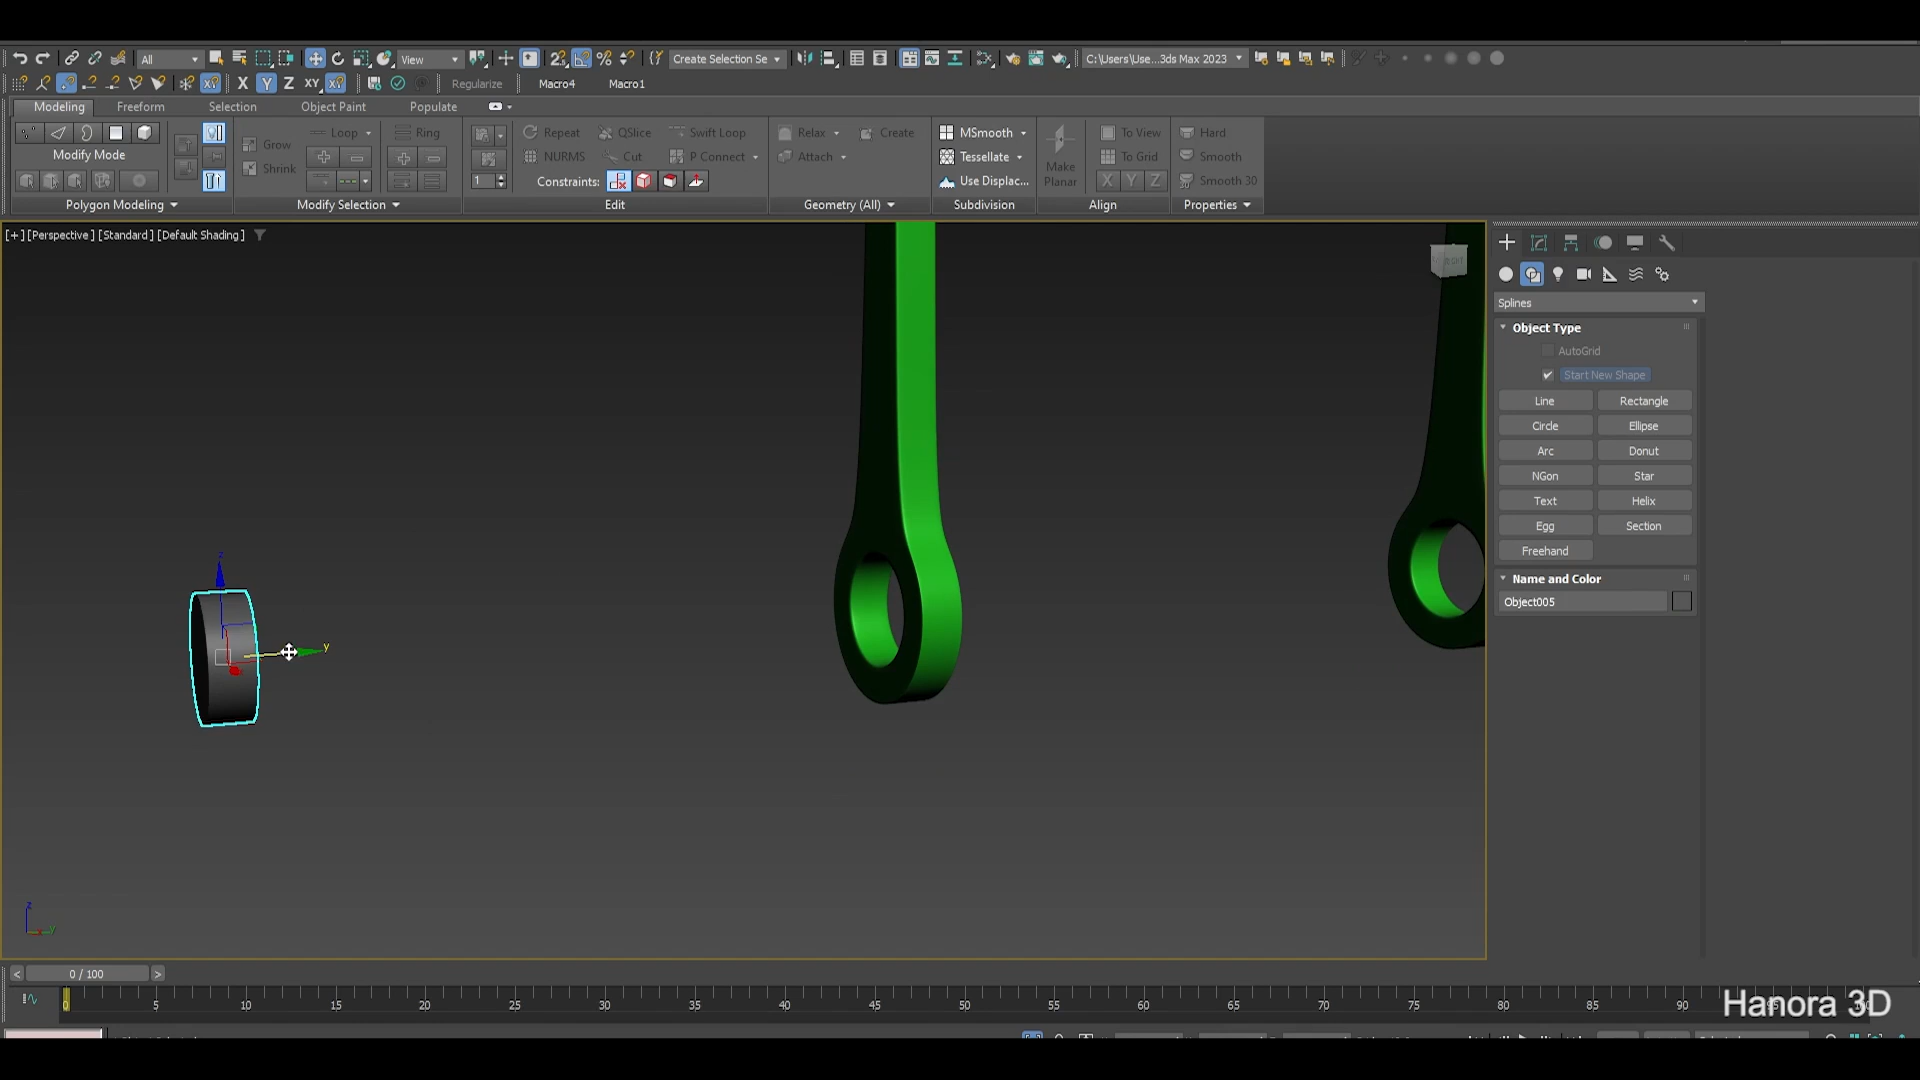 All
View
Create Selection Se
C:\Users\Use...3ds Max 2023
X Y Z XY
Regularize Macro4 Macro1
Modeling Freeform Selection Object Paint Populate
Modify Mode
Polygon Modeling
Grow
Shrink
Loop Ring
Modify Selection
Repeat QSlice Swift Loop
NURMS Cut P Connect
1 Constraints:
Edit
Relax Create
Attach
Geometry (All)
MSmooth
Tessellate
Use Displac...
Subdivision
Make Planar
To View
To Grid
X Y Z
Align
Hard
Smooth
Smooth 30
Properties
[+] [Perspective] [Standard] [Default Shading]
z
y
z
y
Splines
Object Type
AutoGrid
Start New Shape
Line Rectangle
Circle Ellipse
Arc Donut
NGon Star
Text Helix
Egg Section
Freehand
Name and Color
Object005
< 0 / 100 >
0 5 10 15 20 25 30 35 40 45 50 55 60 65 70 75 80 85 90
Hanora 3D